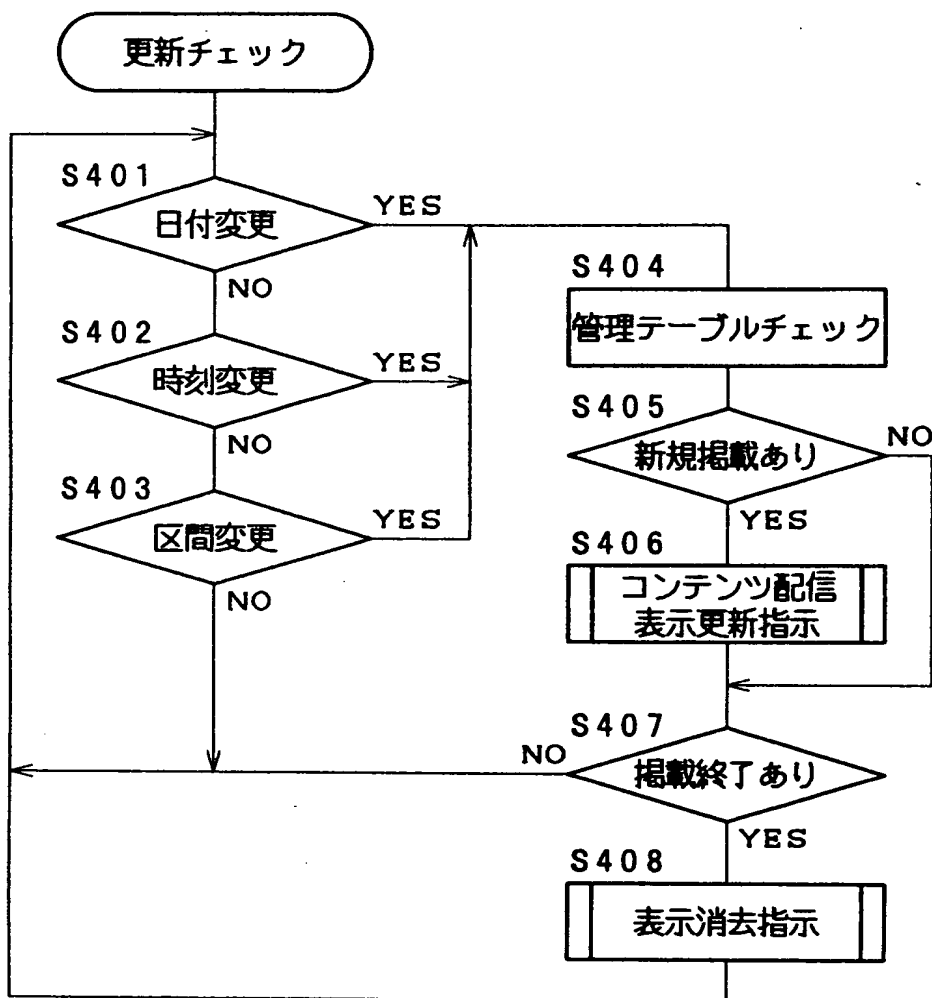 更新チェック
S401
日付変更
YES
NO
S402
時刻変更
YES
NO
S403
区間変更
YES
NO
S404
管理テーブルチェック
S405
新規掲載あり
NO
YES
S406
コンテンツ配信
表示更新指示
S407
掲載終了あり
NO
YES
S408
表示消去指示